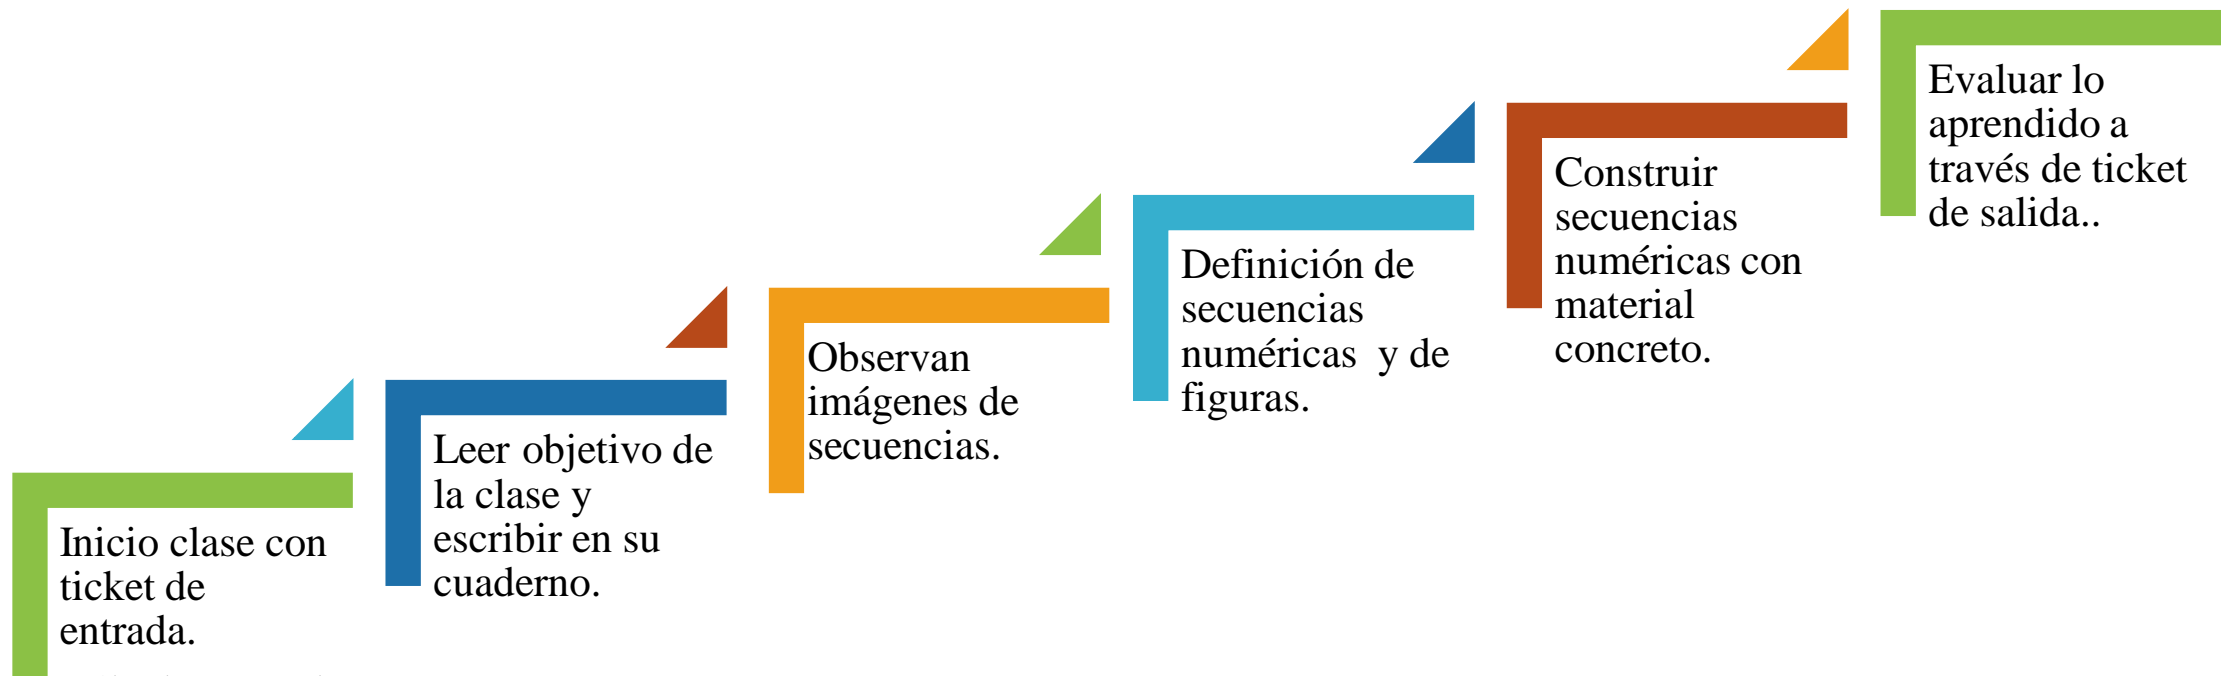 Inicio clase con
ticket de
entrada.
Leer objetivo de
la clase y
escribir en su
cuaderno.
Observan
imágenes de
secuencias.
Definición de
secuencias
numéricas  y de
figuras.
Construir
secuencias
numéricas con
material
concreto.
Evaluar lo
aprendido a
través de ticket
de salida..